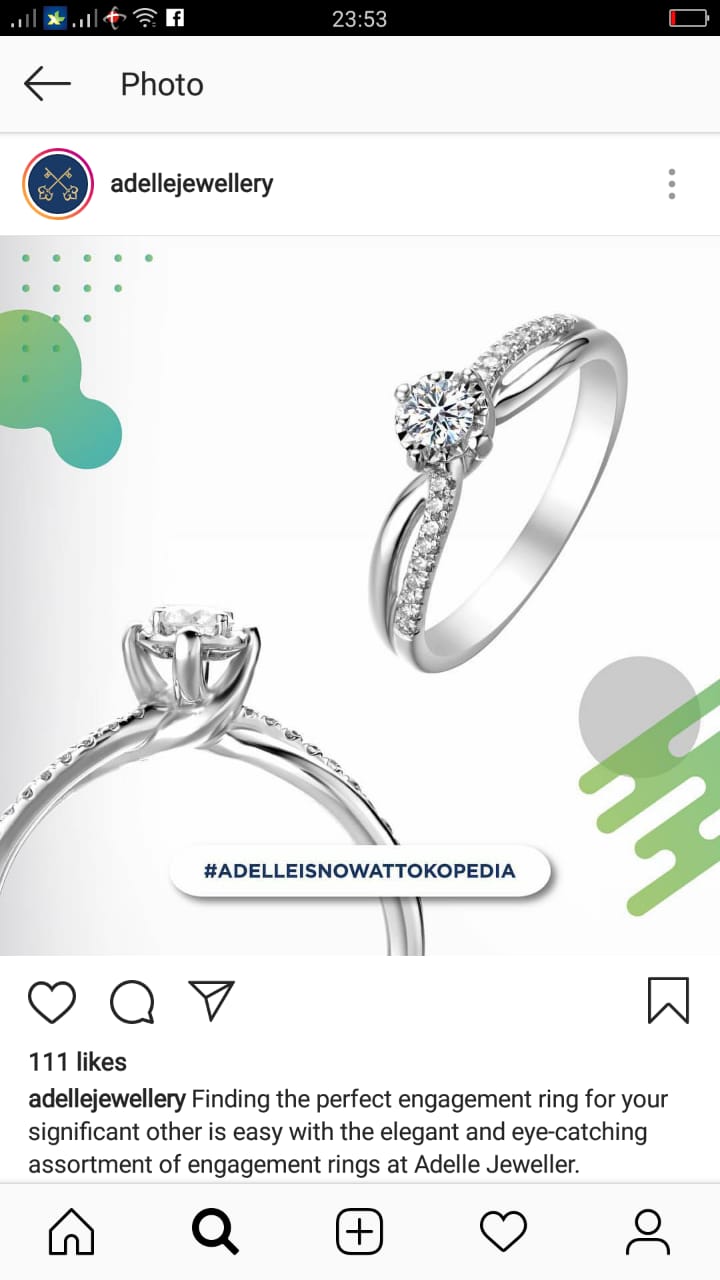 23:53
Photo
adellejewellery
#ADELLEISNOWATTOKOPEDIA
111 likes
adellejewellery Finding the perfect engagement ring for your
significant other is easy with the elegant and eye-catching
assortment of engagement rings at Adelle Jeweller.